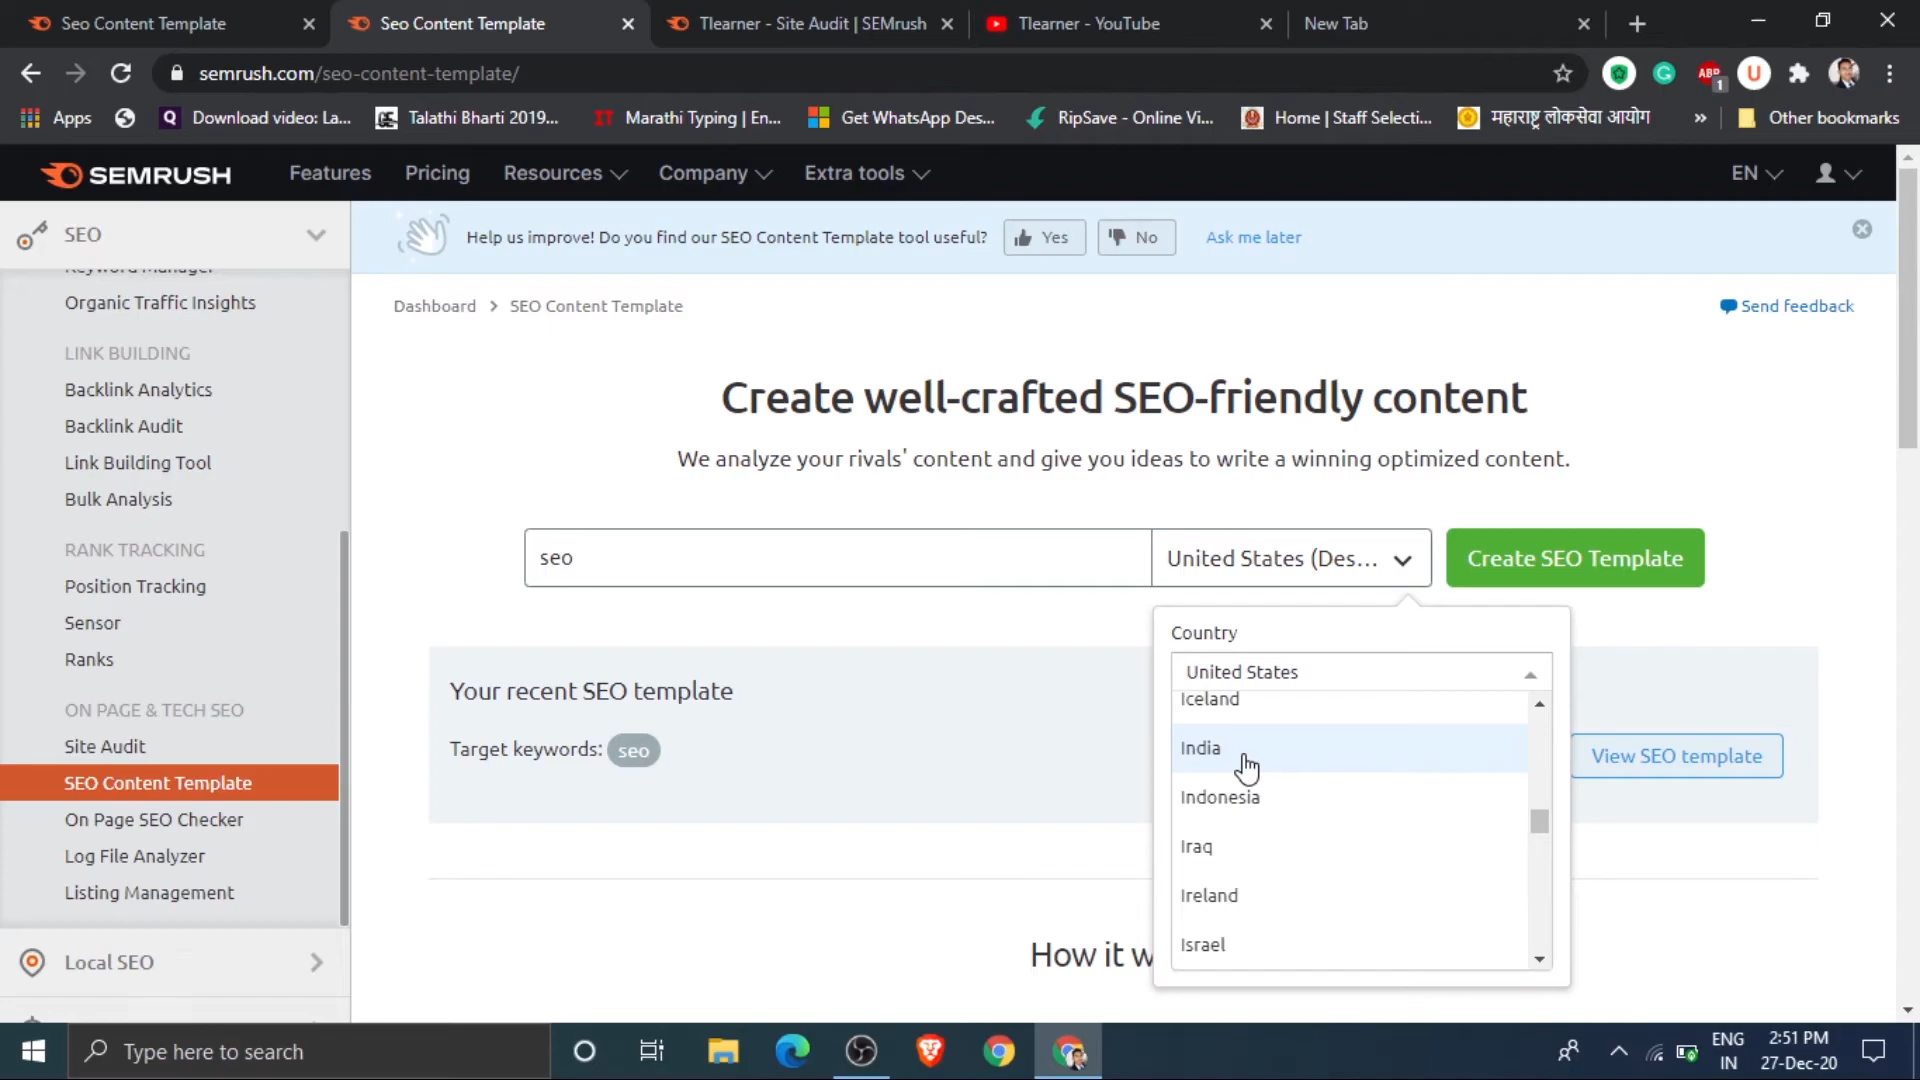 Seo Content Template
Seo Content Template
Tlearner - Site Audit | SEMrush
Tlearner - YouTube
New Tab
semrush.com/seo-content-template/
ABP
1
U
Apps
Q Download video: La...
Talathi Bharti 2019...
IT Marathi Typing | En...
Get WhatsApp Des...
RipSave - Online Vi...
Home | Staff Selecti...
महाराष्ट्र लोकसेवा आयोग
»
Other bookmarks
SEMRUSH
Features
Pricing
Resources
Company
Extra tools
EN
SEO
Keyword Manager
Organic Traffic Insights
LINK BUILDING
Backlink Analytics
Backlink Audit
Link Building Tool
Bulk Analysis
RANK TRACKING
Position Tracking
Sensor
Ranks
ON PAGE & TECH SEO
Site Audit
SEO Content Template
On Page SEO Checker
Log File Analyzer
Listing Management
Local SEO
Help us improve! Do you find our SEO Content Template tool useful?
Yes
No
Ask me later
Dashboard > SEO Content Template
Send feedback
Create well-crafted SEO-friendly content
We analyze your rivals' content and give you ideas to write a winning optimized content.
seo
United States (Des...
Create SEO Template
Your recent SEO template
Target keywords: seo
View SEO template
Country
United States
Iceland
India
Indonesia
Iraq
Ireland
Israel
How it w
Type here to search
ENG
IN
2:51 PM
27-Dec-20